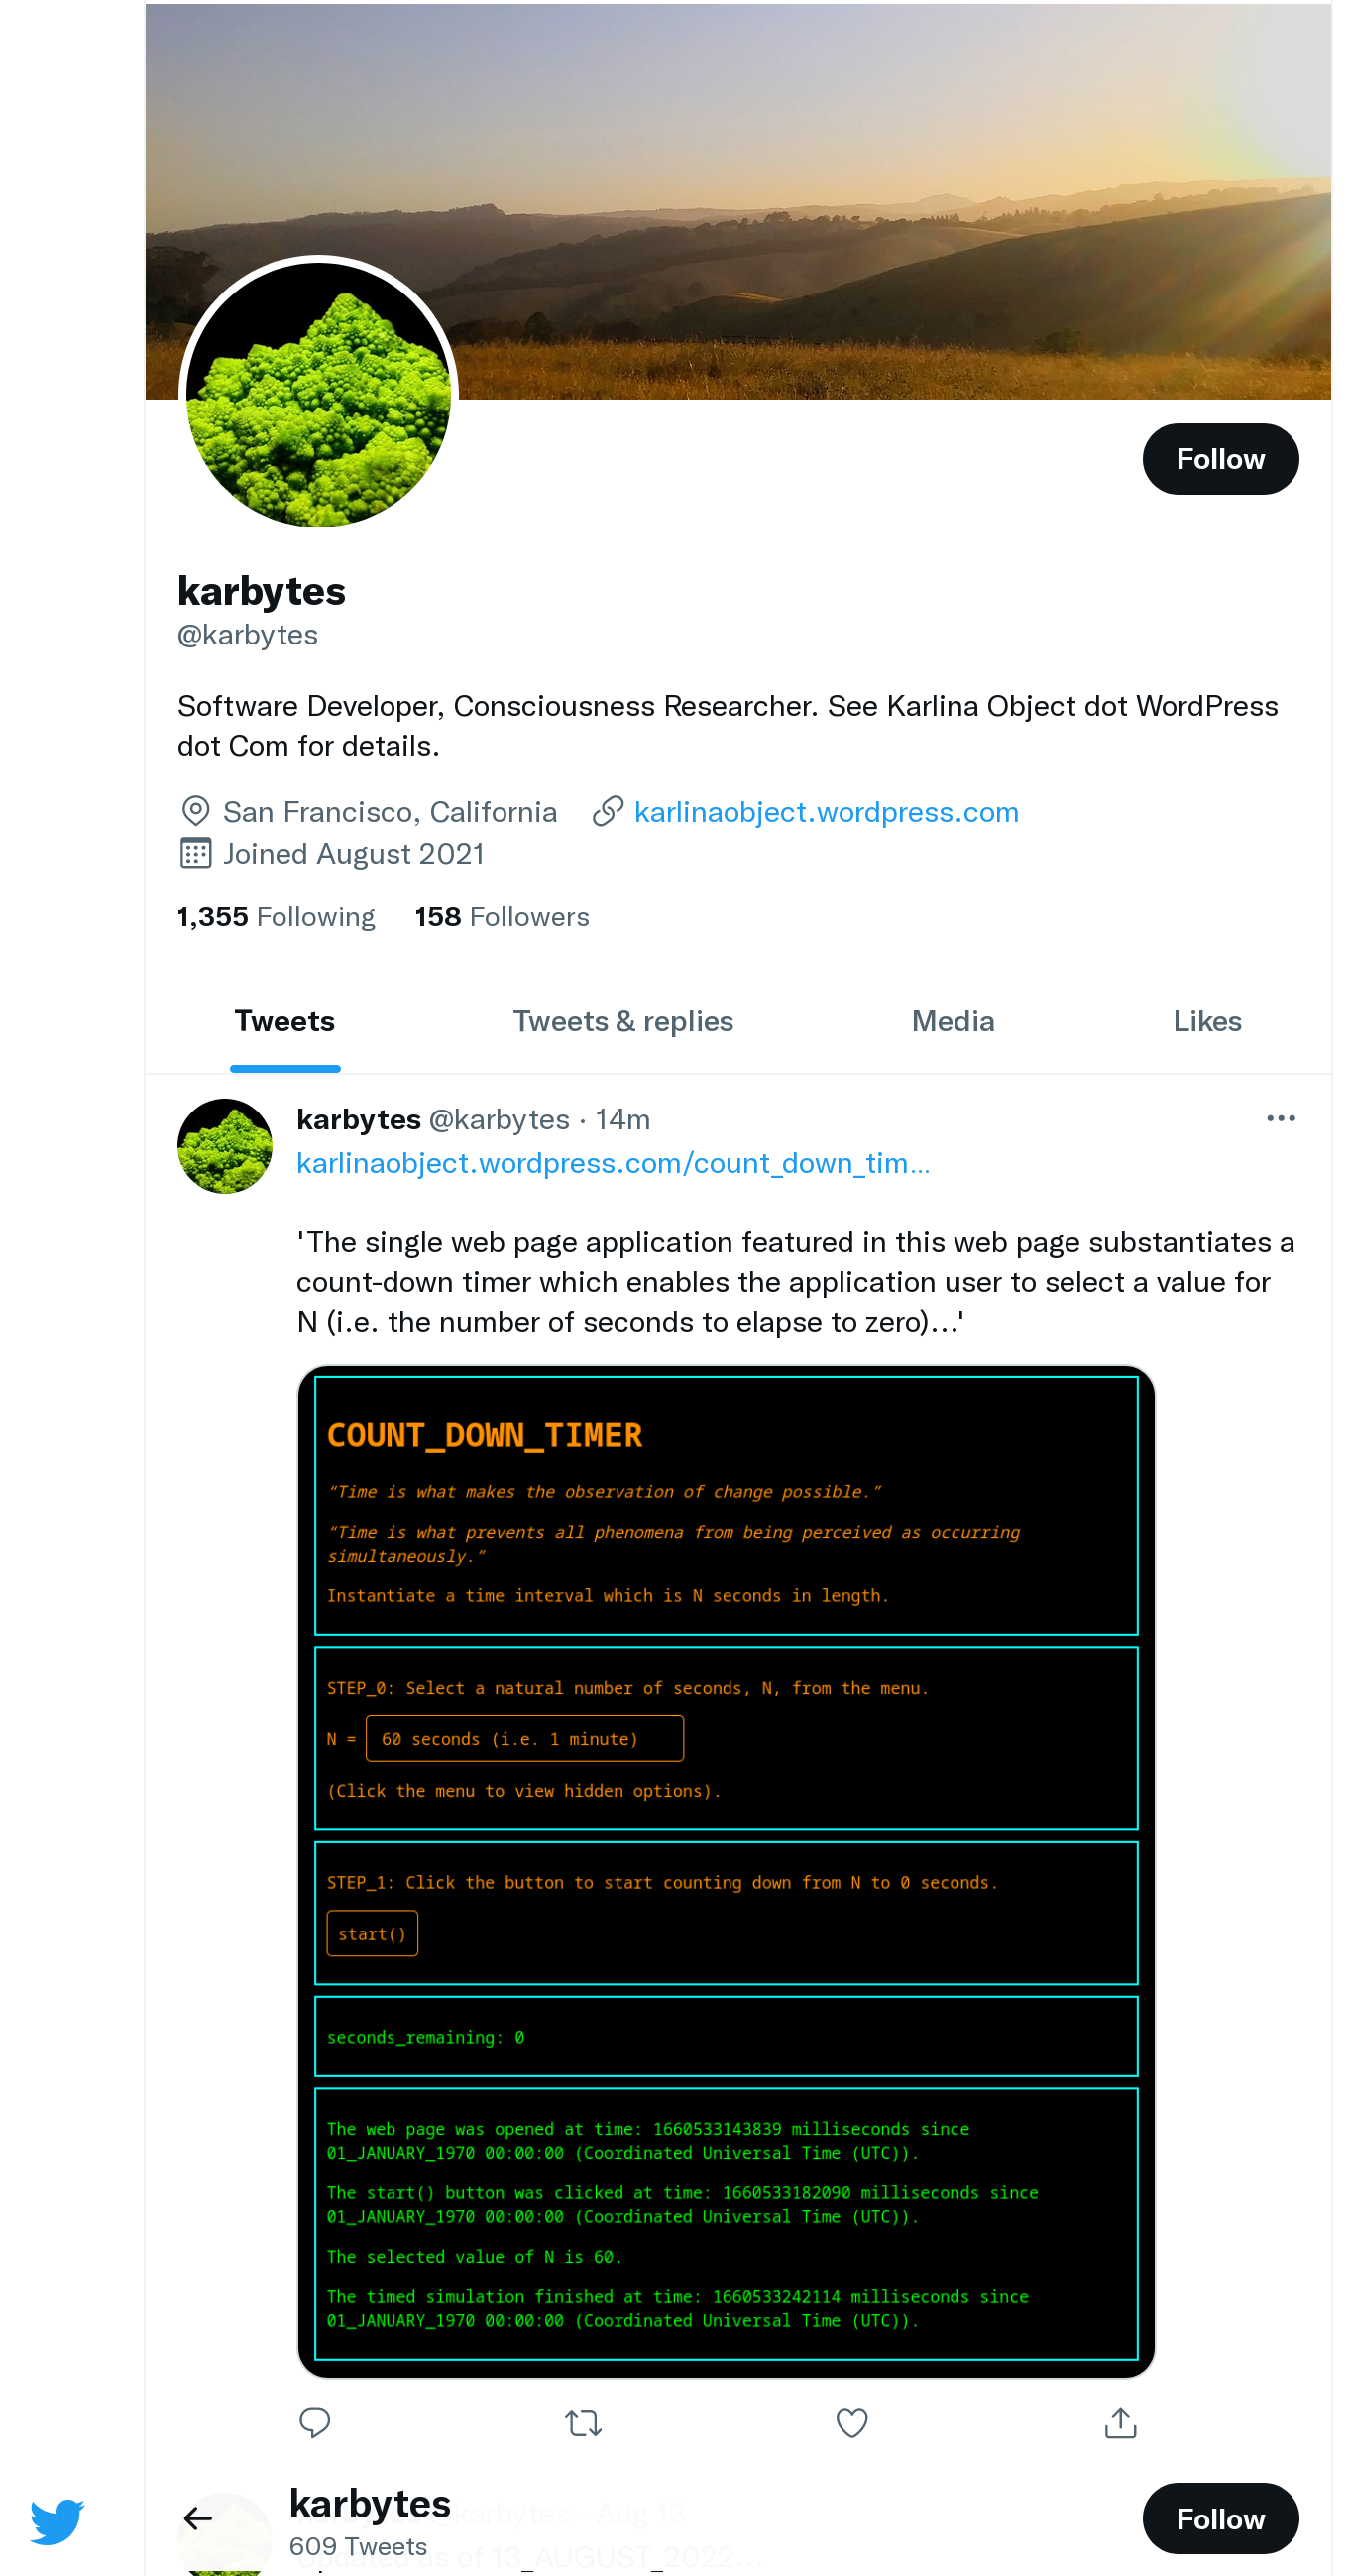 Follow
karbytes
@karbytes
Software Developer, Consciousness Researcher. See Karlina Object dot WordPress
dot Com for details.
San Francisco, California karlinaobject.wordpress.com
Joined August 2021
1,355 Following 158 Followers
Tweets Tweets & replies Media Likes
karbytes @karbytes · 14m
karlinaobject.wordpress.com/count_down_tim…
'The single web page application featured in this web page substantiates a
count-down timer which enables the application user to select a value for
N (i.e. the number of seconds to elapse to zero)...'
COUNT_DOWN_TIMER
“Time is what makes the observation of change possible.”
“Time is what prevents all phenomena from being perceived as occurring
simultaneously.”
Instantiate a time interval which is N seconds in length.
STEP_0: Select a natural number of seconds, N, from the menu.
N = 60 seconds (i.e. 1 minute)
(Click the menu to view hidden options).
STEP_1: Click the button to start counting down from N to 0 seconds.
start()
seconds_remaining: 0
The web page was opened at time: 1660533143839 milliseconds since
01_JANUARY_1970 00:00:00 (Coordinated Universal Time (UTC)).
The start() button was clicked at time: 1660533182090 milliseconds since
01_JANUARY_1970 00:00:00 (Coordinated Universal Time (UTC)).
The selected value of N is 60.
The timed simulation finished at time: 1660533242114 milliseconds since
01_JANUARY_1970 00:00:00 (Coordinated Universal Time (UTC)).
karbytes
@karbytes · Aug 13
609 Tweets
as of 13_AUGUST_2022...
Follow